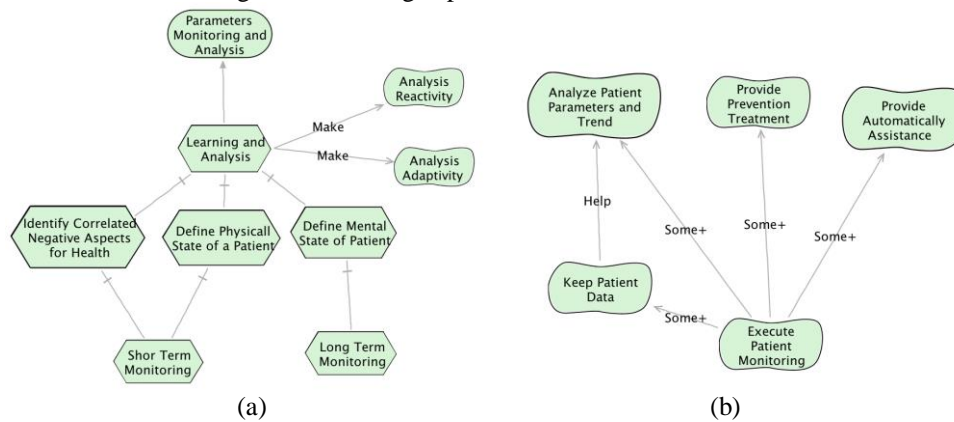 Parameters
Monitoring and
Analysis
Analysis
Reactivity
Make
Learning and
Analysis
Make
Analysis
Adaptivity
Identify Correlated
Negative Aspects
for Health
Define Physicall
State of a Patient
Define Mental
State of Patient
Shor Term
Monitoring
Long Term
Monitoring
(a)
Analyze Patient
Parameters and
Trend
Provide
Prevention
Treatment
Provide
Automatically
Assistance
Help
Some+
Some+
Some+
Keep Patient
Data
Some+
Execute
Patient
Monitoring
(b)